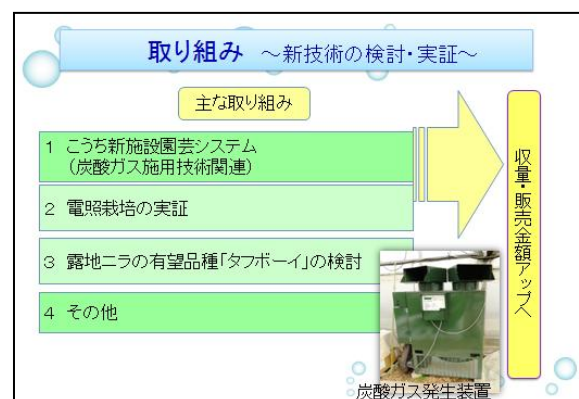 取り組み ～新技術の検討・実証～
主な取り組み
1 こうち新施設園芸システム
(炭酸ガス施用技術関連)
2 電照栽培の実証
3 露地ニラの有望品種「タフボーイ」の検討
4 その他
収量・販売金額アップへ
炭酸ガス発生装置